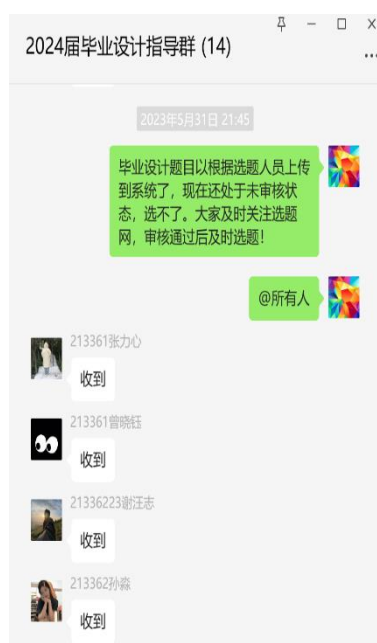 2024届毕业设计指导群 (14)
2023年5月31日 21:45
毕业设计题目以根据选题人员上传
到系统了，现在还处于未审核状
态，选不了。大家及时关注选题
网，审核通过后及时选题！
@所有人
213361张力心
收到
213361曾晓钰
收到
21336223谢汪志
收到
213362孙淼
收到